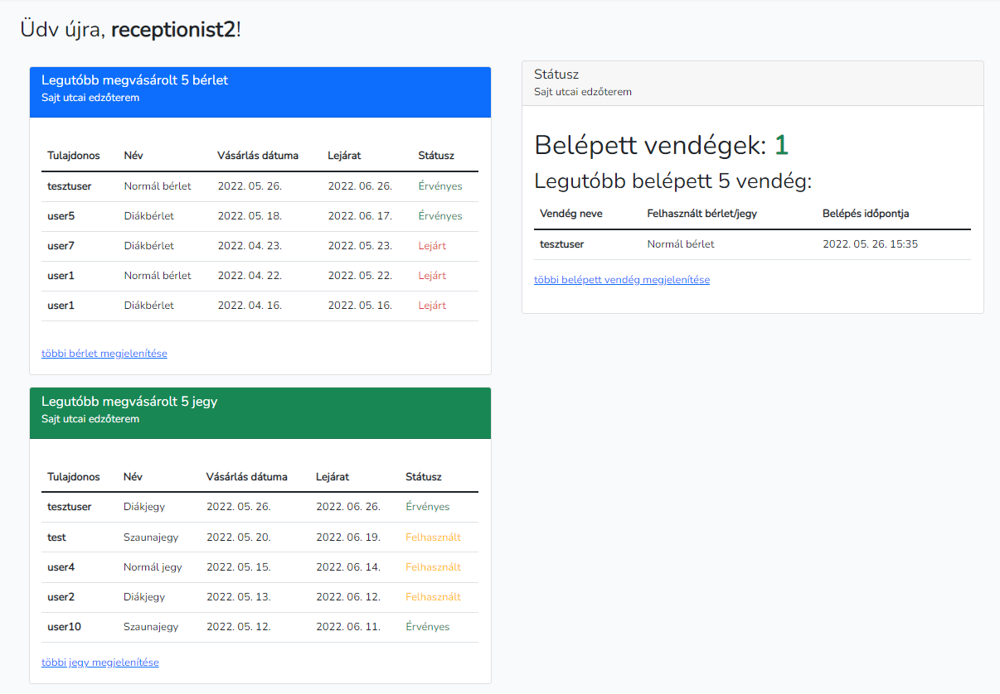 Üdv újra, receptionist2!
Legutóbb megvásárolt 5 bérlet
Sajt utcai edzőterem
Tulajdonos Név Vásárlás dátuma Lejárat Státusz
tesztuser Normál bérlet 2022. 05. 26. 2022. 06. 26. Érvényes
user5 Diákbérlet 2022. 05. 18. 2022. 06. 17. Érvényes
user7 Diákbérlet 2022. 04. 23. 2022. 05. 23. Lejárt
user1 Normál bérlet 2022. 04. 22. 2022. 05. 22. Lejárt
user1 Diákbérlet 2022. 04. 16. 2022. 05. 16. Lejárt
többi bérlet megjelenítése
Legutóbb megvásárolt 5 jegy
Sajt utcai edzőterem
Tulajdonos Név Vásárlás dátuma Lejárat Státusz
tesztuser Diákjegy 2022. 05. 26. 2022. 06. 26. Érvényes
test Szaunajegy 2022. 05. 20. 2022. 06. 19. Felhasznált
user4 Normál jegy 2022. 05. 15. 2022. 06. 14. Felhasznált
user2 Diákjegy 2022. 05. 13. 2022. 06. 12. Felhasznált
user10 Szaunajegy 2022. 05. 12. 2022. 06. 11. Érvényes
többi jegy megjelenítése
Státusz
Sajt utcai edzőterem
Belépett vendégek: 1
Legutóbb belépett 5 vendég:
Vendég neve Felhasznált bérlet/jegy Belépés időpontja
tesztuser Normál bérlet 2022. 05. 26. 15:35
többi belépett vendég megjelenítése